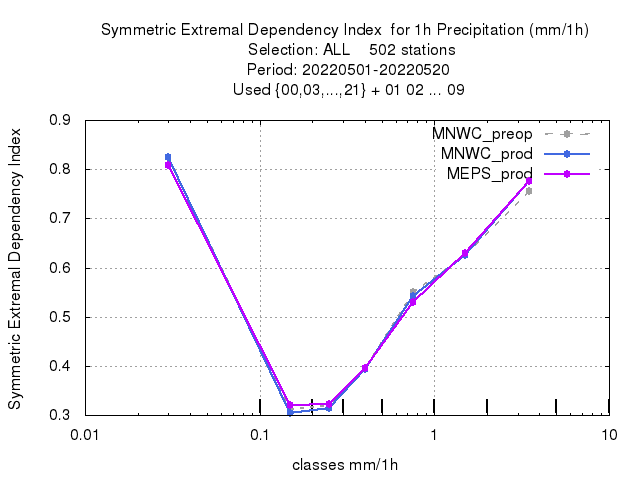 Symmetric Extremal Dependency Index  for 1h Precipitation (mm/1h)
Selection: ALL    502 stations
Period: 20220501-20220520
Used {00,03,...,21} + 01 02 ... 09
Symmetric Extremal Dependency Index
0.9
0.8
0.7
0.6
0.5
0.4
0.3
MNWC_preop
MNWC_prod
MEPS_prod
0.01
0.1
1
10
classes mm/1h